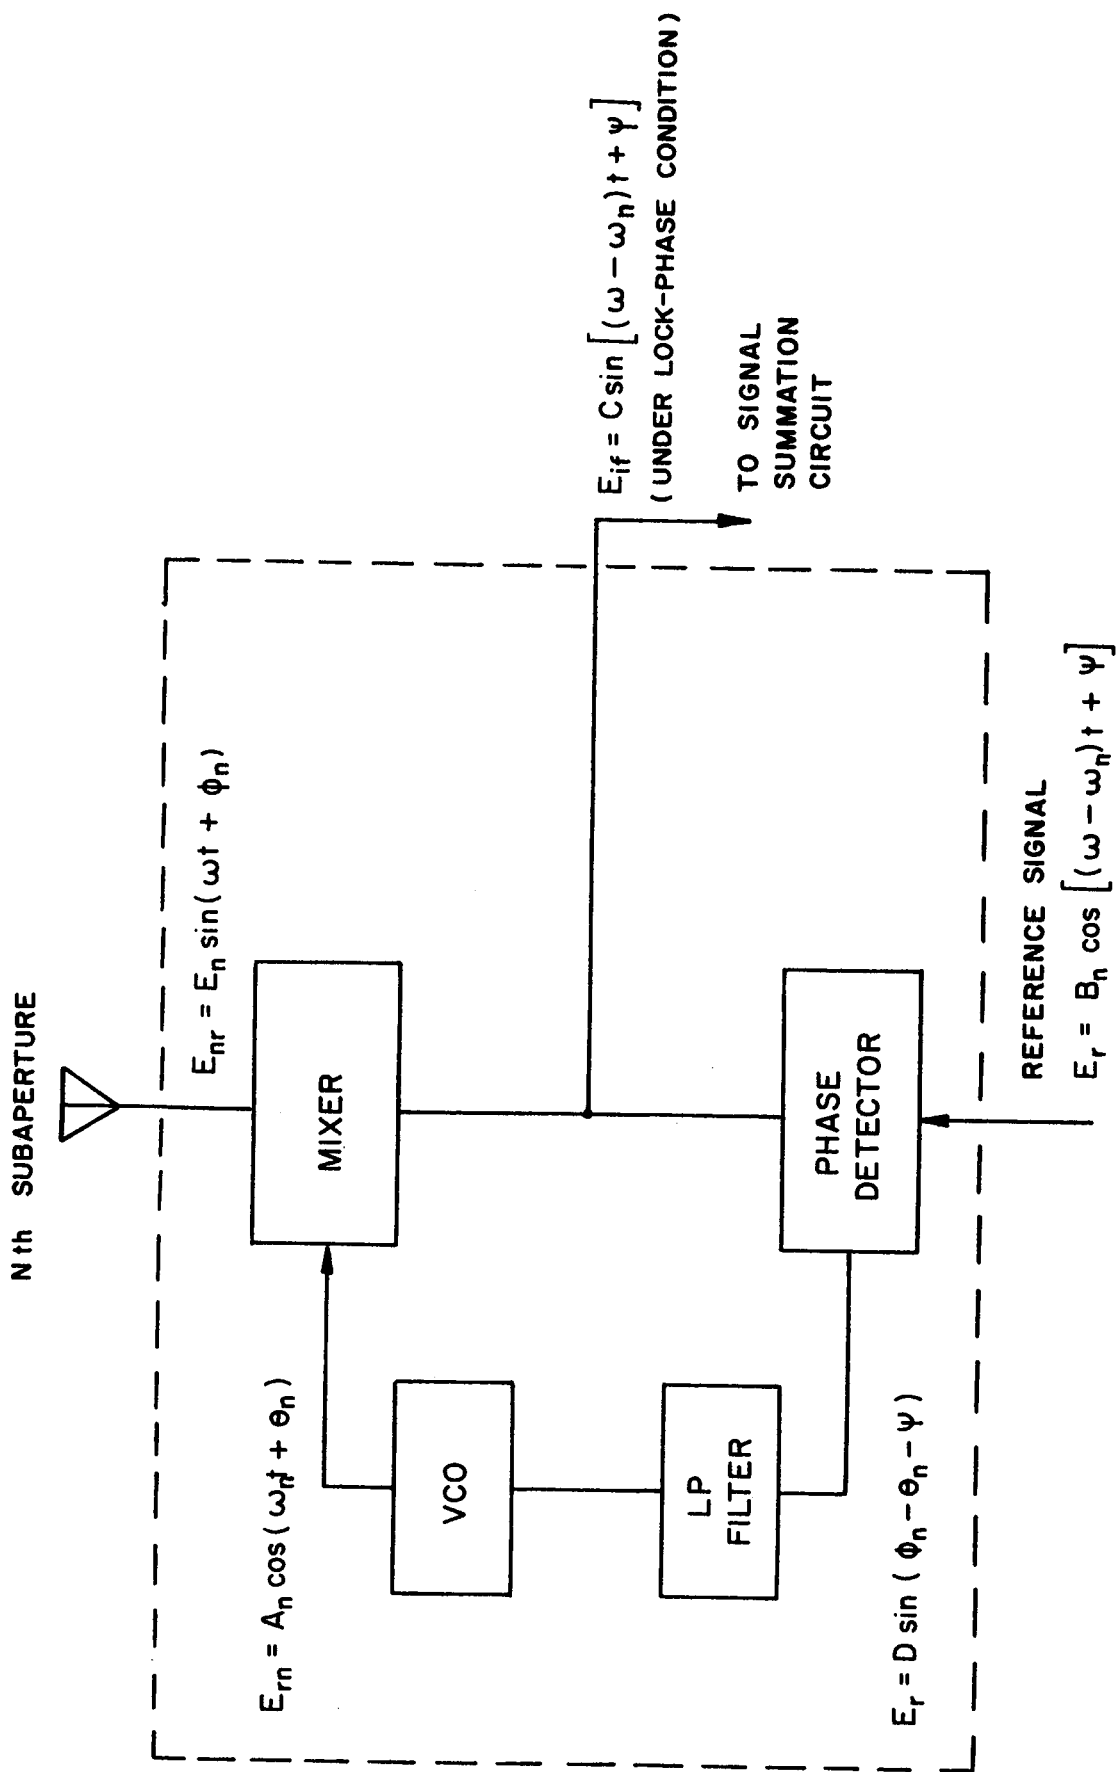 Nth SUBAPERTURE
E_nr = E_n sin(ωt + ϕ_n)
MIXER
E_rn = A_n cos(ω_n t + θ_n)
VCO
LP
FILTER
E_r = D sin(ϕ_n − θ_n − ψ)
PHASE
DETECTOR
E_if = C sin[(ω − ω_n)t + ψ]
(UNDER LOCK-PHASE CONDITION)
TO SIGNAL
SUMMATION
CIRCUIT
REFERENCE SIGNAL
E_r = B_n cos[(ω − ω_n)t + ψ]